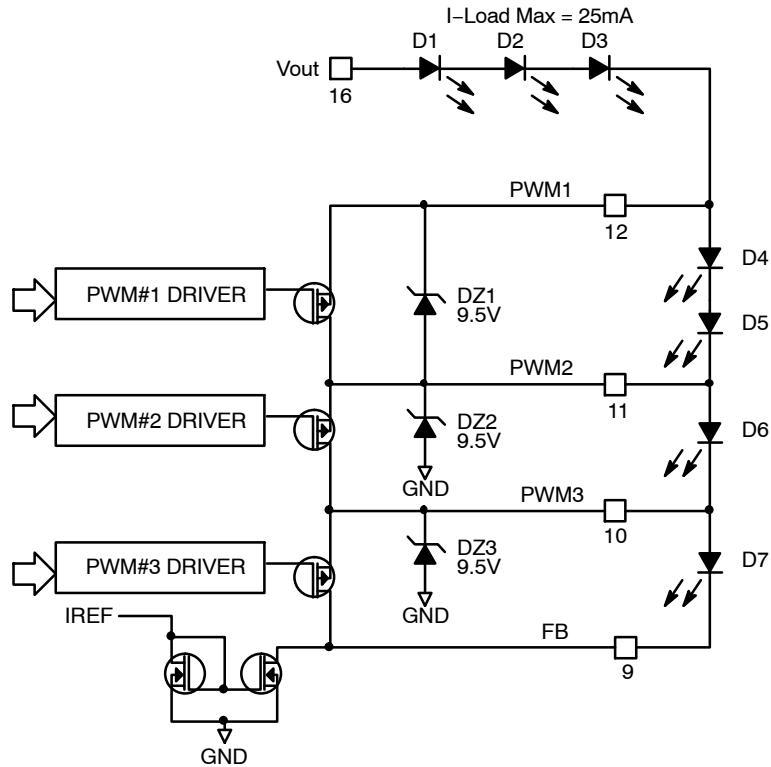 I−Load Max = 25mA
D1 D2 D3
Vout
16
PWM1
12
D4
PWM#1 DRIVER
DZ1
9.5V
D5
PWM2
11
PWM#2 DRIVER
DZ2
9.5V
D6
GND
PWM3
10
PWM#3 DRIVER
DZ3
9.5V
D7
GND
IREF
FB
9
GND